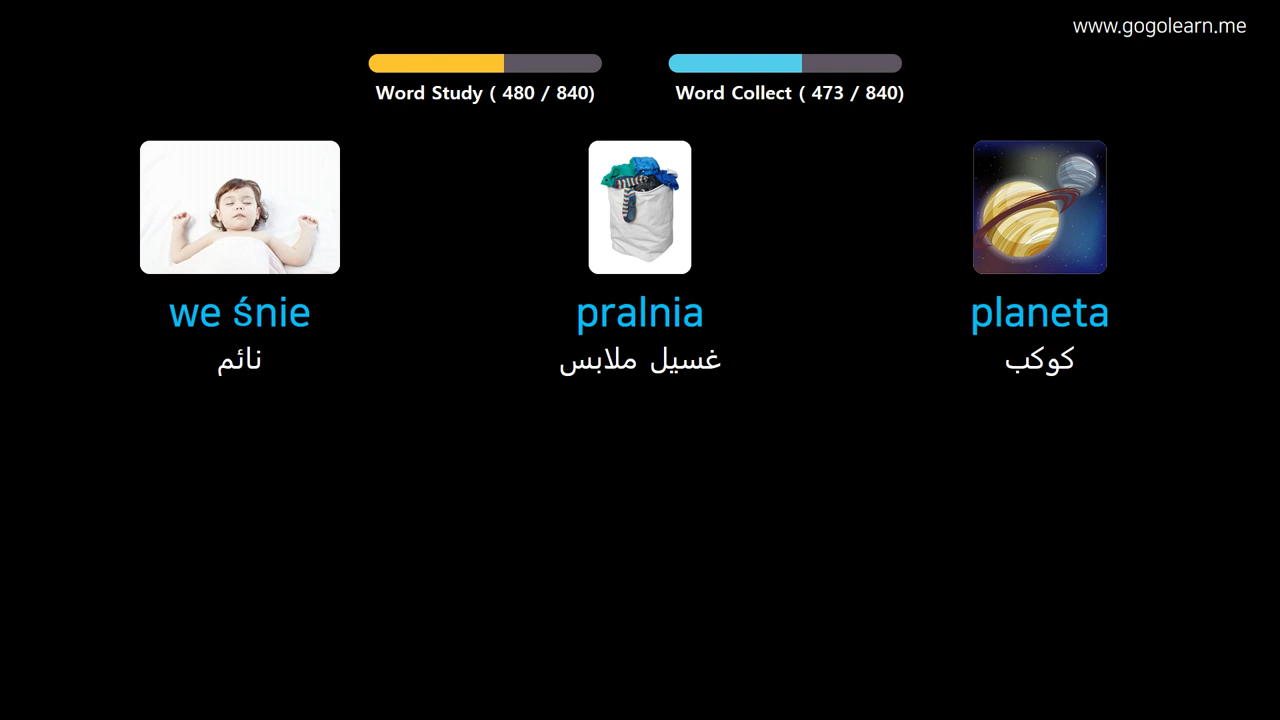 www.gogolearn.me
Word Study ( 480 / 840)
Word Collect ( 473 / 840)
we śnie
pralnia
planeta
نائم
غسيل ملابس
كوكب